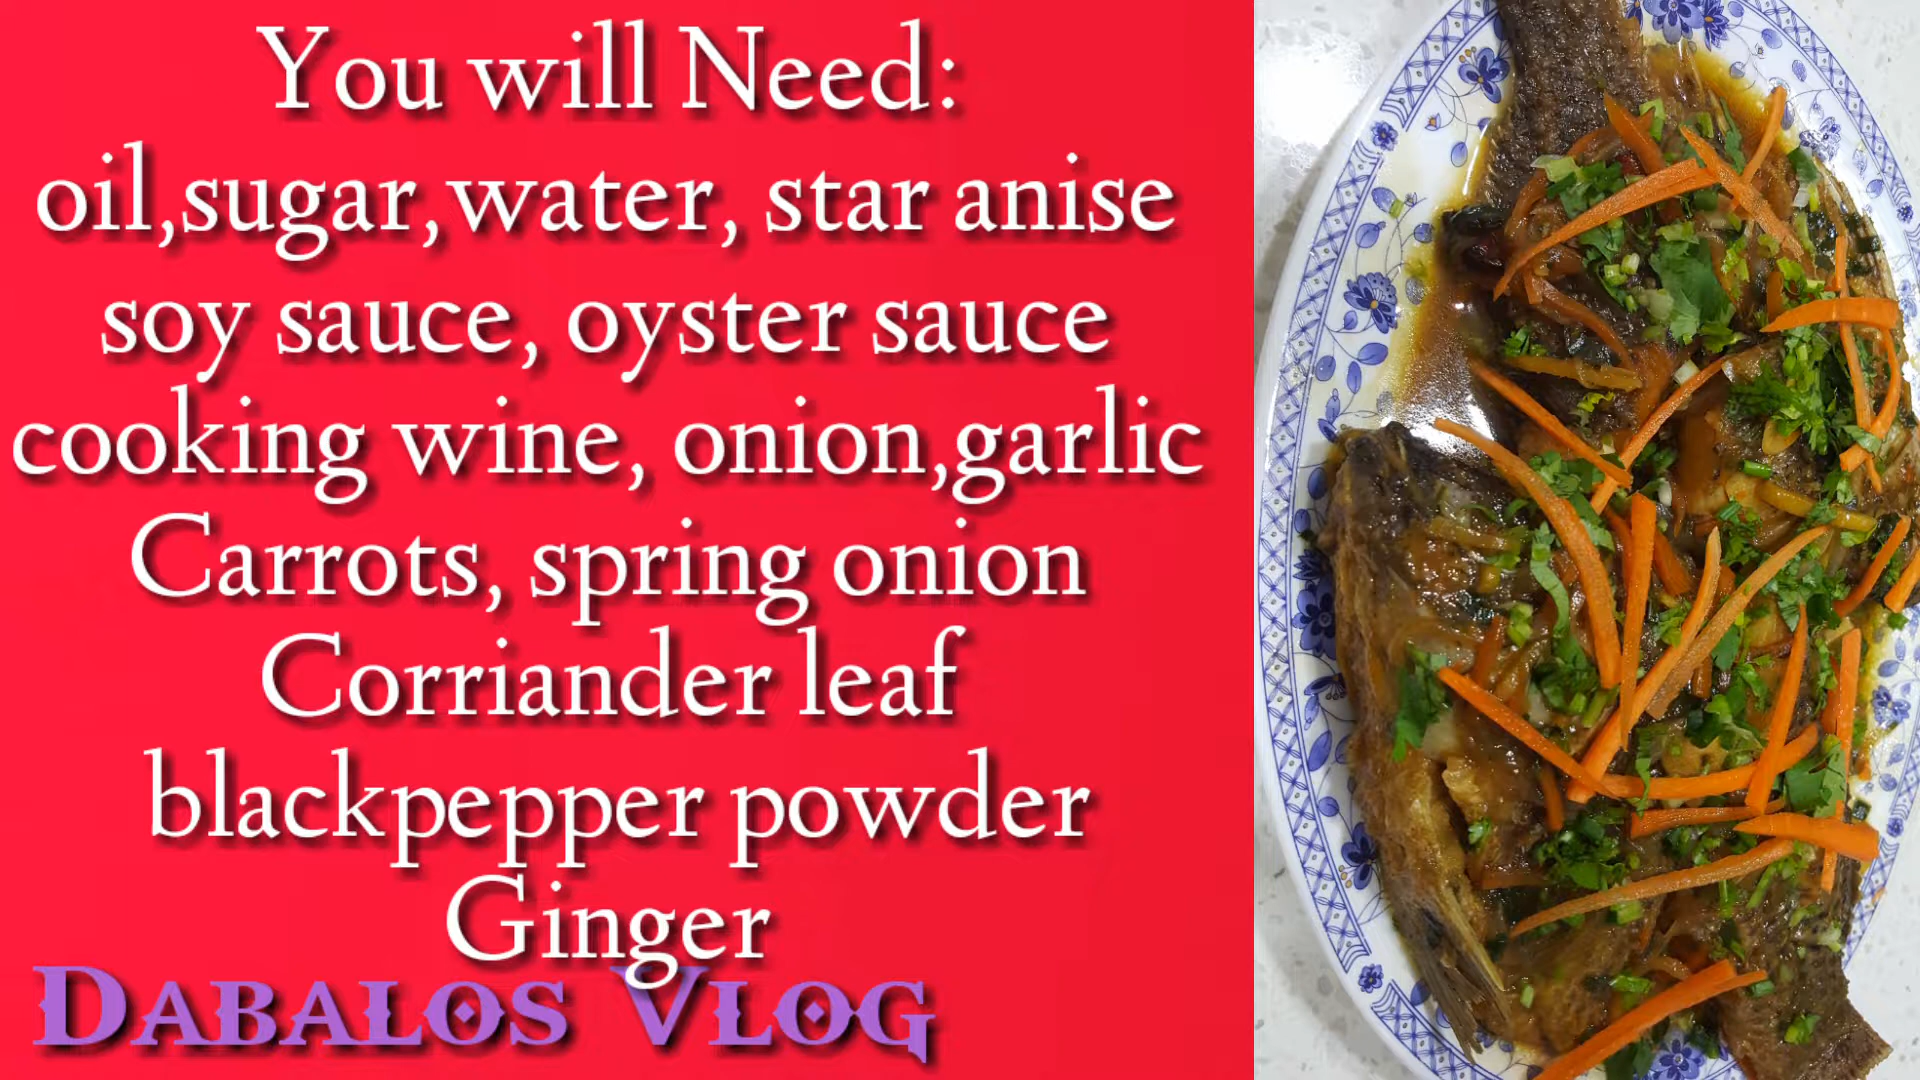 You will Need:
oil,sugar,water, star anise
soy sauce, oyster sauce
cooking wine, onion,garlic
Carrots, spring onion
Corriander leaf
blackpepper powder
Ginger
DABALOS VLOG